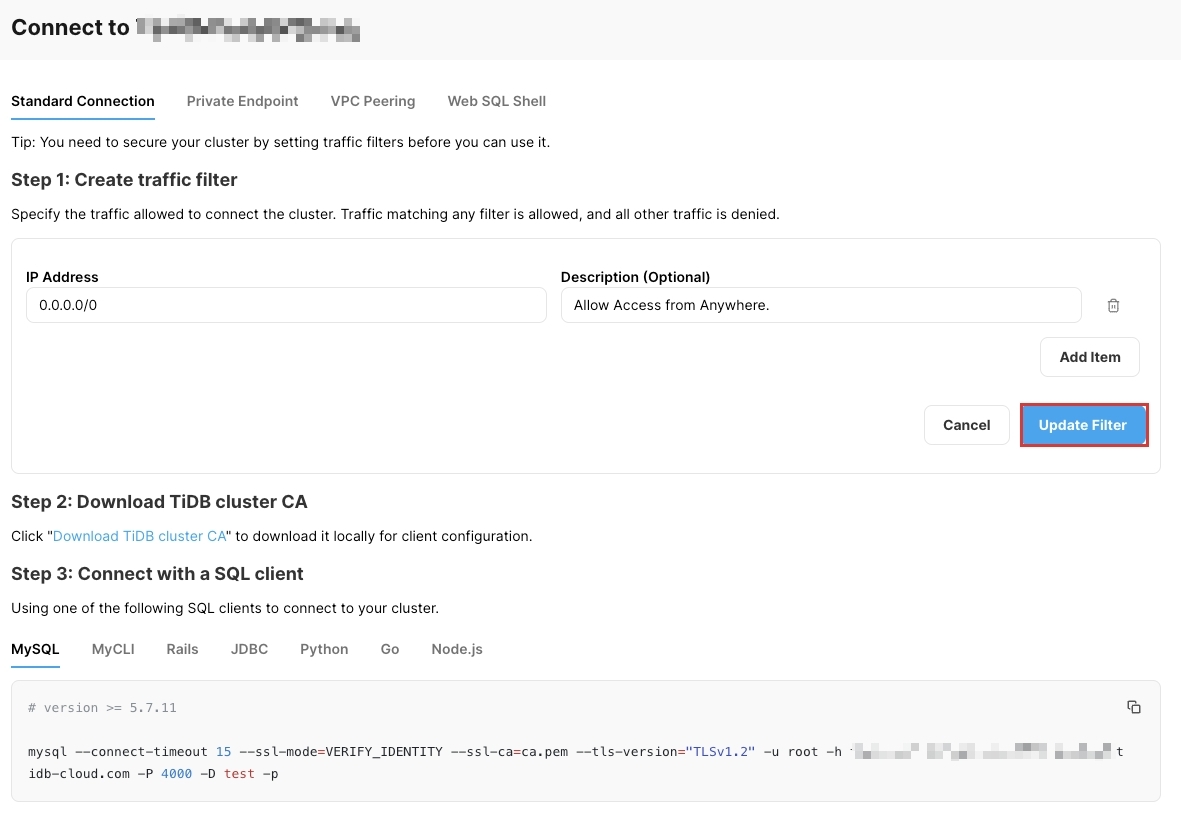 Connect to
Standard Connection Private Endpoint VPC Peering Web SQL Shell
Tip: You need to secure your cluster by setting traffic filters before you can use it.
Step 1: Create traffic filter
Specify the traffic allowed to connect the cluster. Traffic matching any filter is allowed, and all other traffic is denied.
IP Address Description (Optional)
0.0.0.0/0 Allow Access from Anywhere.
Add Item
Cancel Update Filter
Step 2: Download TiDB cluster CA
Click "Download TiDB cluster CA" to download it locally for client configuration.
Step 3: Connect with a SQL client
Using one of the following SQL clients to connect to your cluster.
MySQL MyCLI Rails JDBC Python Go Node.js
# version >= 5.7.11
mysql --connect-timeout 15 --ssl-mode=VERIFY_IDENTITY --ssl-ca=ca.pem --tls-version="TLSv1.2" -u root -h t
idb-cloud.com -P 4000 -D test -p